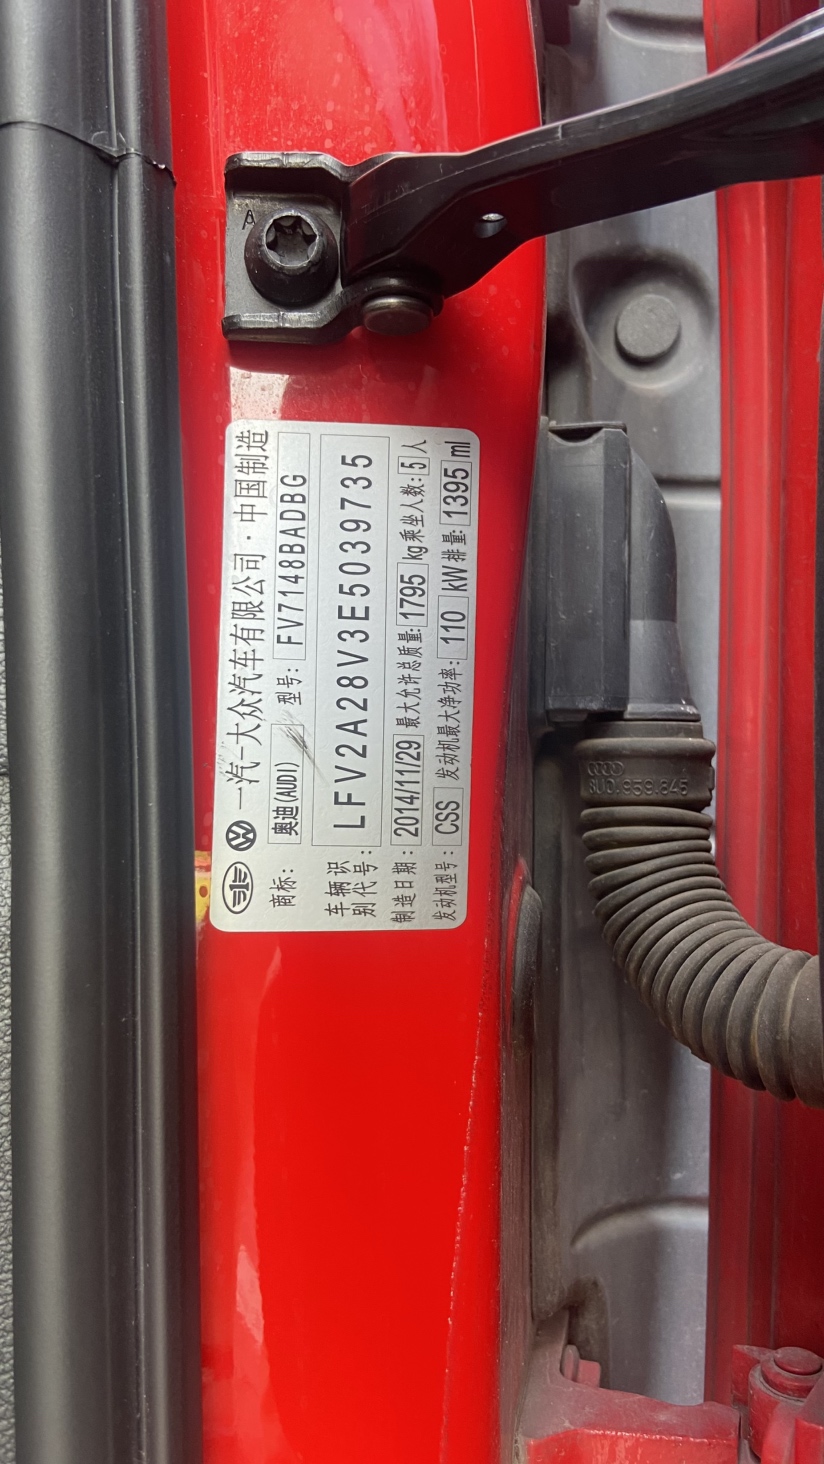 一汽-大众汽车有限公司·中国制造
商标: 奥迪(AUDI) 型号: FV7148BADBG
车辆识别代号: LFV2A28V3E5039735
制造日期: 2014/11/29 最大允许总质量: 1795 kg 乘坐人数: 5 人
发动机型号: CSS 发动机最大净功率: 110 kW 排量: 1395 ml
A
8U0.959.845